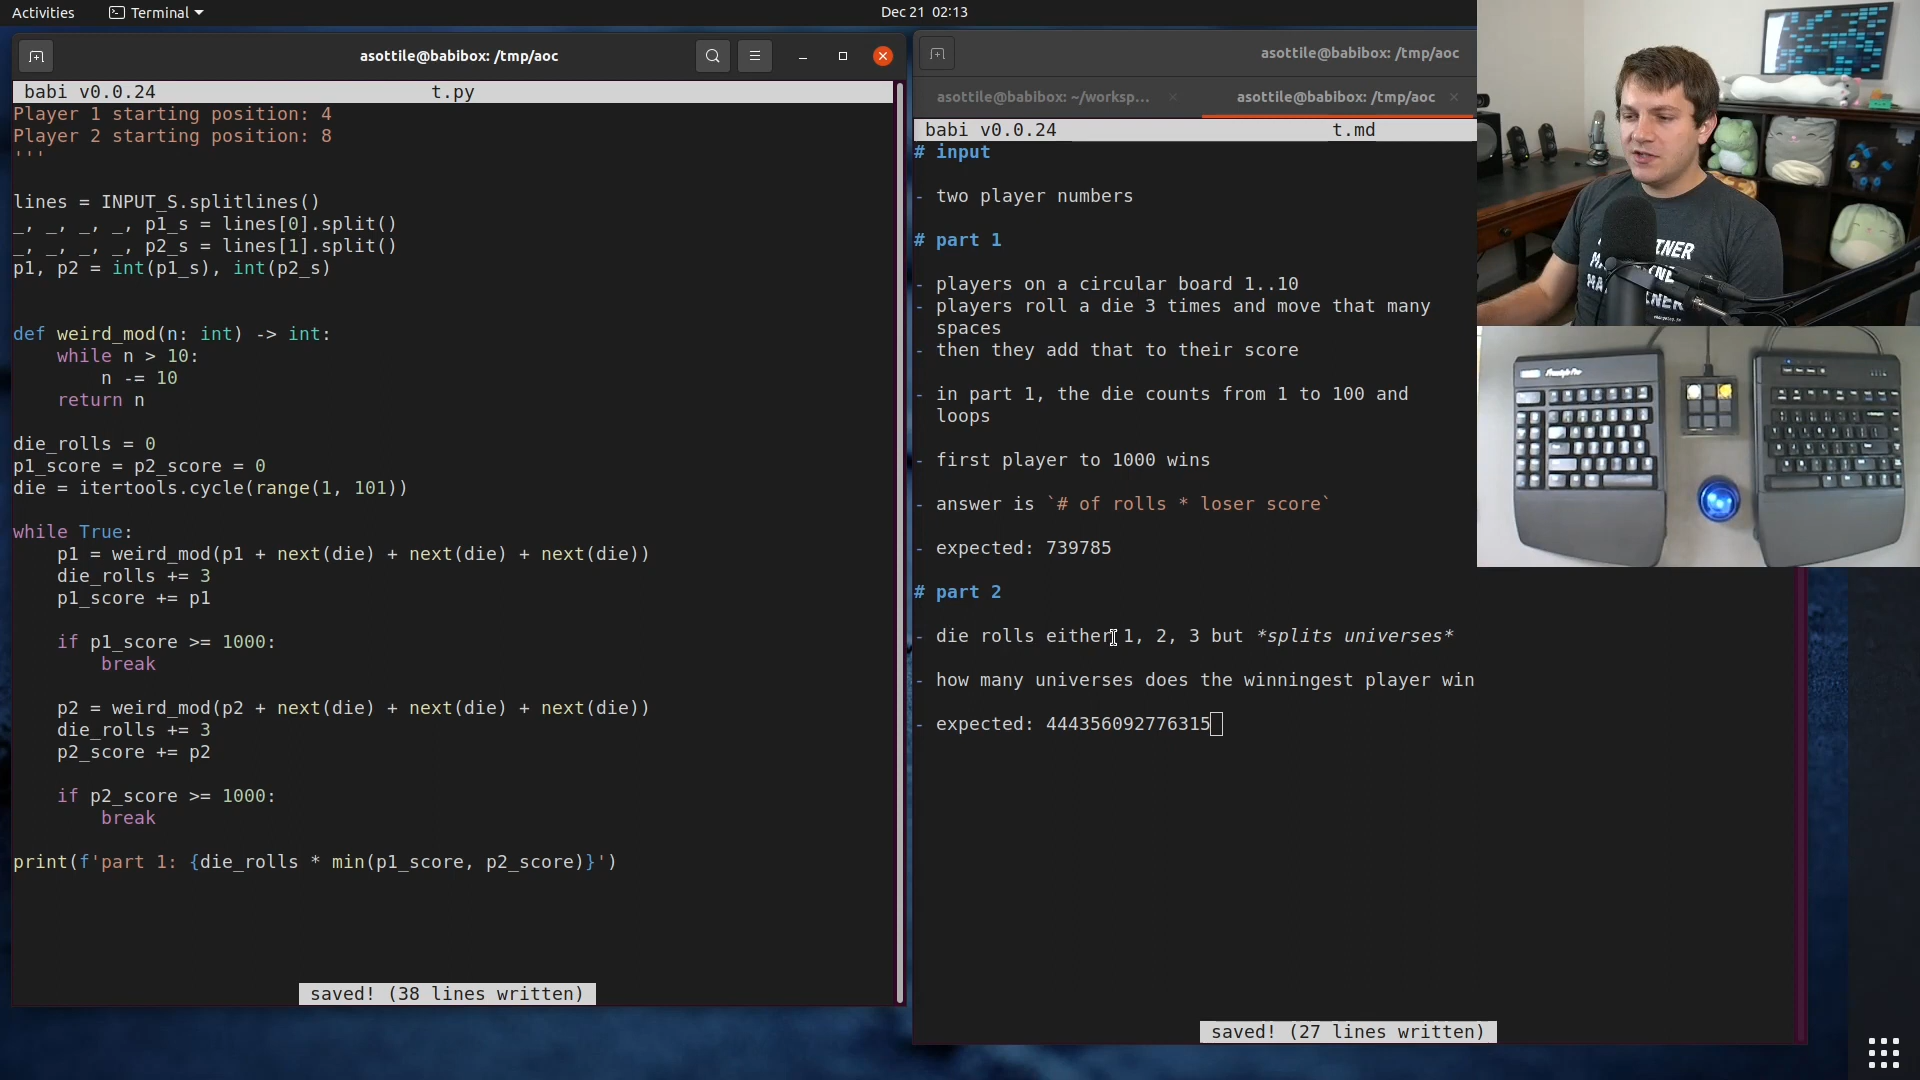 Activities
Terminal
Dec 21 02:13
asottile@babibox: /tmp/aoc
babi v0.0.24 t.py
Player 1 starting position: 4
Player 2 starting position: 8
'''
lines = INPUT_S.splitlines()
_, _, _, _, p1_s = lines[0].split()
_, _, _, _, p2_s = lines[1].split()
p1, p2 = int(p1_s), int(p2_s)
def weird_mod(n: int) -> int:
    while n > 10:
        n -= 10
    return n
die_rolls = 0
p1_score = p2_score = 0
die = itertools.cycle(range(1, 101))
while True:
    p1 = weird_mod(p1 + next(die) + next(die) + next(die))
    die_rolls += 3
    p1_score += p1
    if p1_score >= 1000:
        break
    p2 = weird_mod(p2 + next(die) + next(die) + next(die))
    die_rolls += 3
    p2_score += p2
    if p2_score >= 1000:
        break
print(f'part 1: {die_rolls * min(p1_score, p2_score)}')
saved! (38 lines written)
asottile@babibox: /tmp/aoc
asottile@babibox: ~/worksp...
asottile@babibox: /tmp/aoc
babi v0.0.24 t.md
# input
- two player numbers
# part 1
- players on a circular board 1..10
- players roll a die 3 times and move that many
spaces
- then they add that to their score
- in part 1, the die counts from 1 to 100 and
loops
- first player to 1000 wins
- answer is `# of rolls * loser score`
- expected: 739785
# part 2
- die rolls either 1, 2, 3 but *splits universes*
- how many universes does the winningest player win
- expected: 444356092776315
saved! (27 lines written)